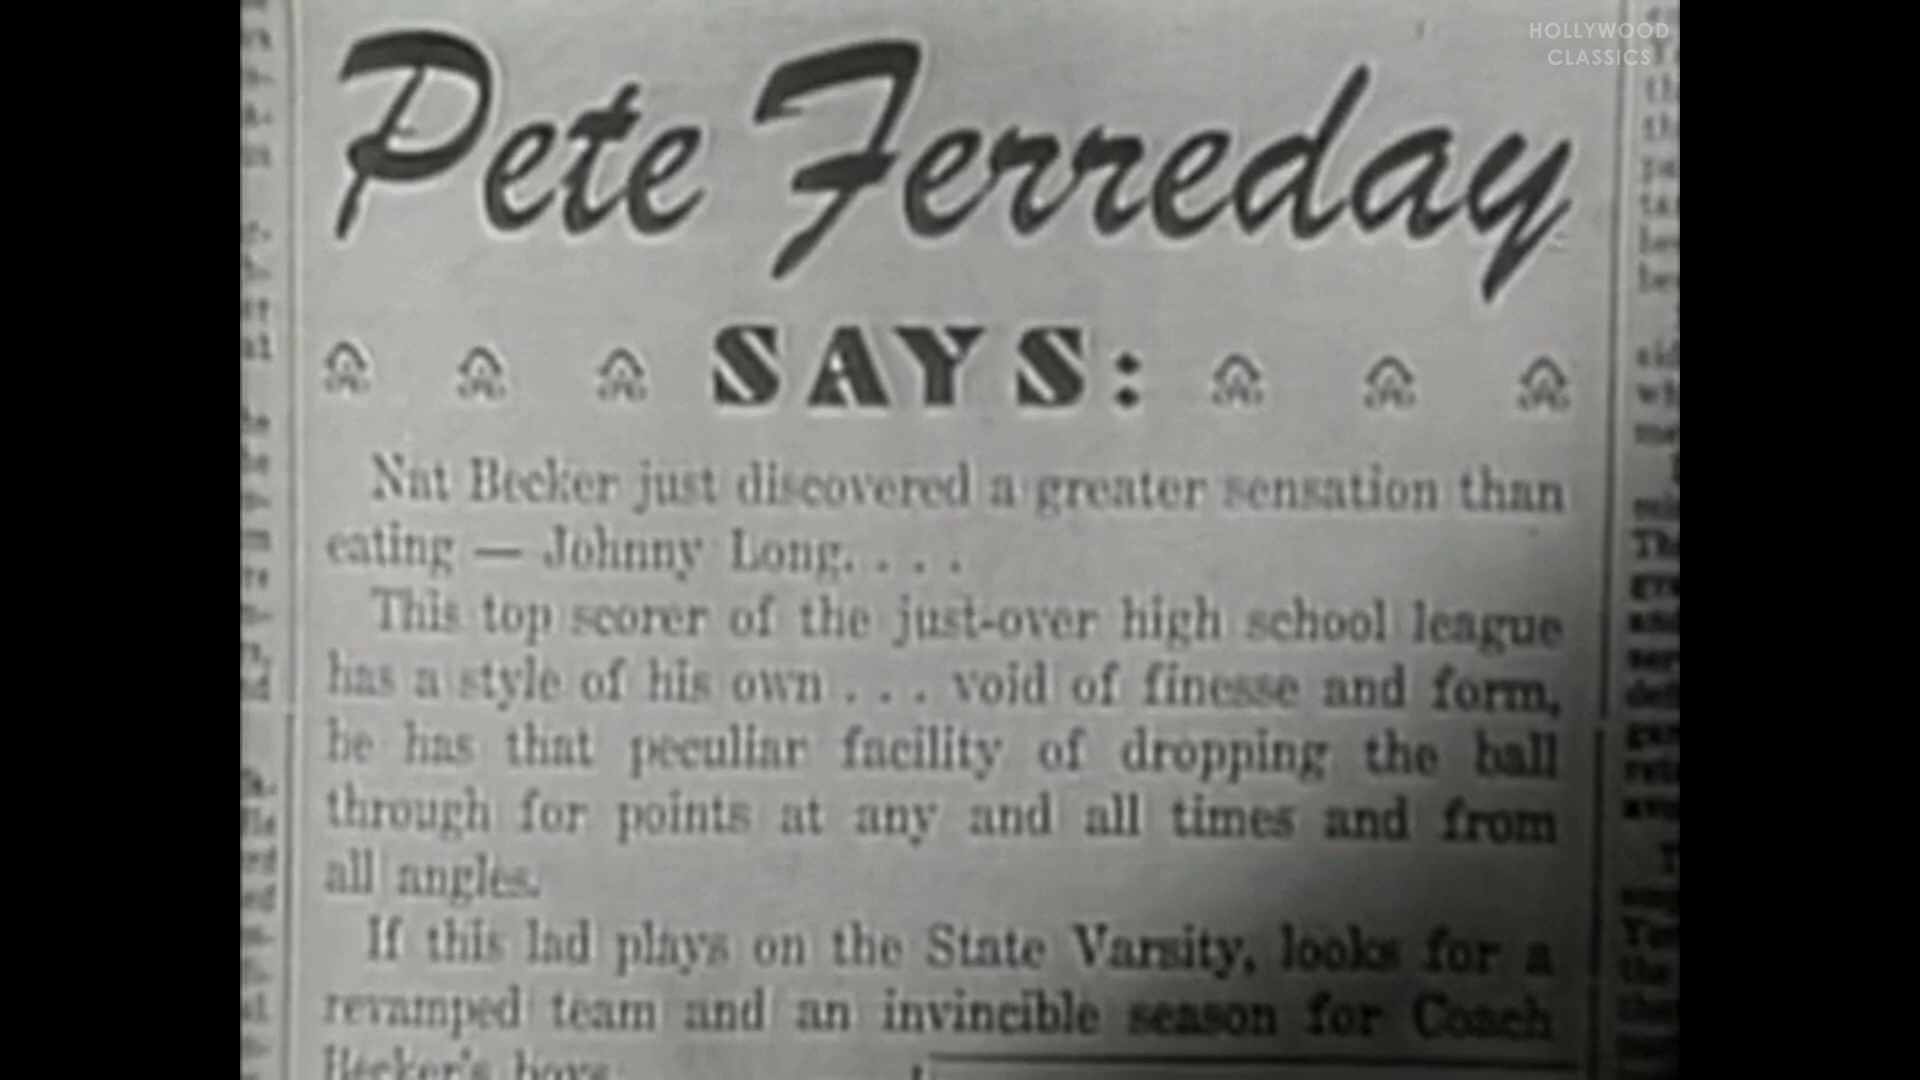 HOLLYWOOD
CLASSICS
Pete Ferreday
SAYS:
Nat Becker just discovered a greater sensation than
eating — Johnny Long. . . .
This top scorer of the just-over high school league
has a style of his own . . . void of finesse and form,
he has that peculiar facility of dropping the ball
through for points at any and all times and from
all angles.
If this lad plays on the State Varsity, looks for a
revamped team and an invincible season for Coach
Becker's boys